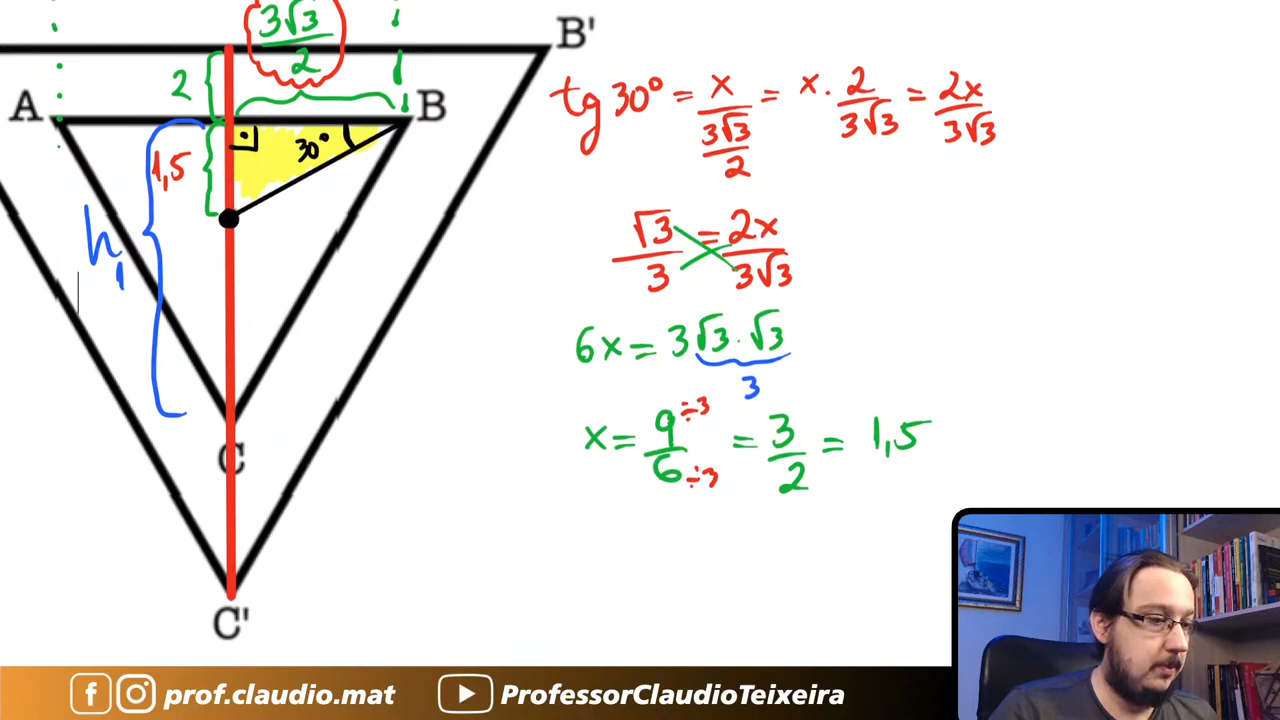 3√3/2
B'
2
A
B
tg 30° = x/(3√3/2) = x · 2/3√3 = 2x/3√3
1,5
30°
h₁
√3/3 = 2x/3√3
6x = 3√3 · √3
3
x = 9÷3/6÷3 = 3/2 = 1,5
C
C'
prof.claudio.mat
ProfessorClaudioTeixeira